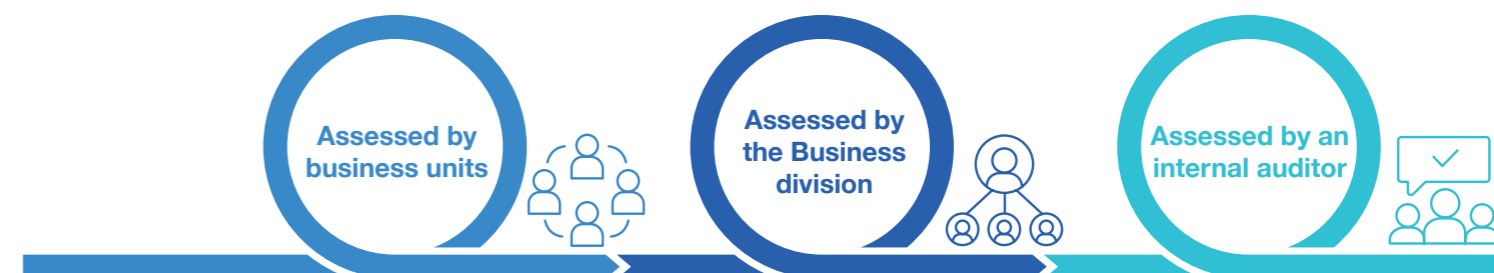 Assessed by
business units
Assessed by
the Business
division
Assessed by an
internal auditor